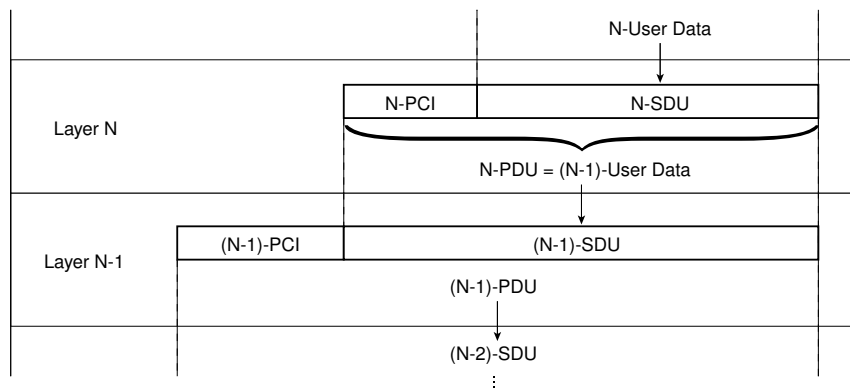 N-User Data
N-PCI
N-SDU
Layer N
N-PDU = (N-1)-User Data
(N-1)-PCI
(N-1)-SDU
Layer N-1
(N-1)-PDU
(N-2)-SDU